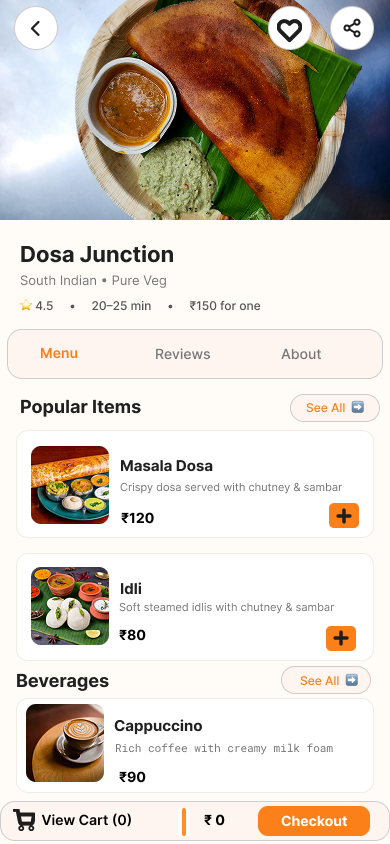 Dosa Junction
South Indian • Pure Veg
⭐ 4.5 • 20–25 min • ₹150 for one
Menu Reviews About
Popular Items See All ➡️
Masala Dosa
Crispy dosa served with chutney & sambar
₹120
Idli
Soft steamed idlis with chutney & sambar
₹80
Beverages See All ➡️
Cappuccino
Rich coffee with creamy milk foam
₹90
View Cart (0) ₹ 0 Checkout